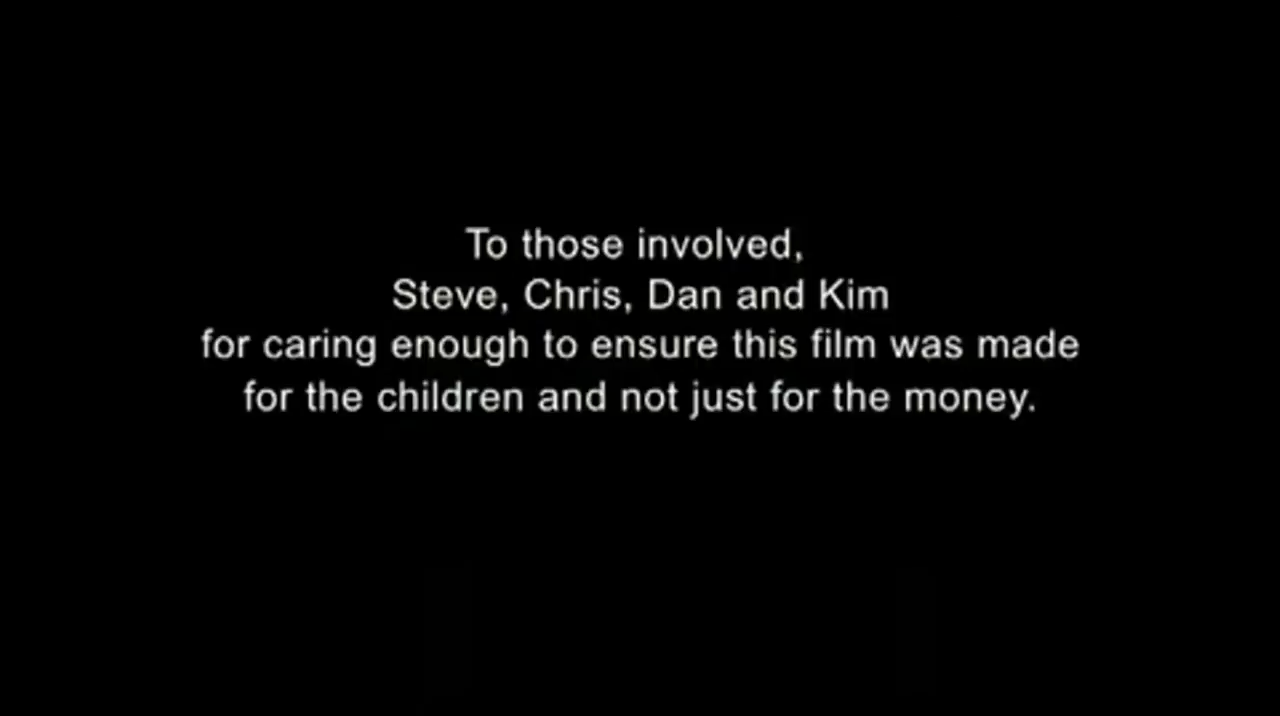 To those involved,
Steve, Chris, Dan and Kim
for caring enough to ensure this film was made
for the children and not just for the money.